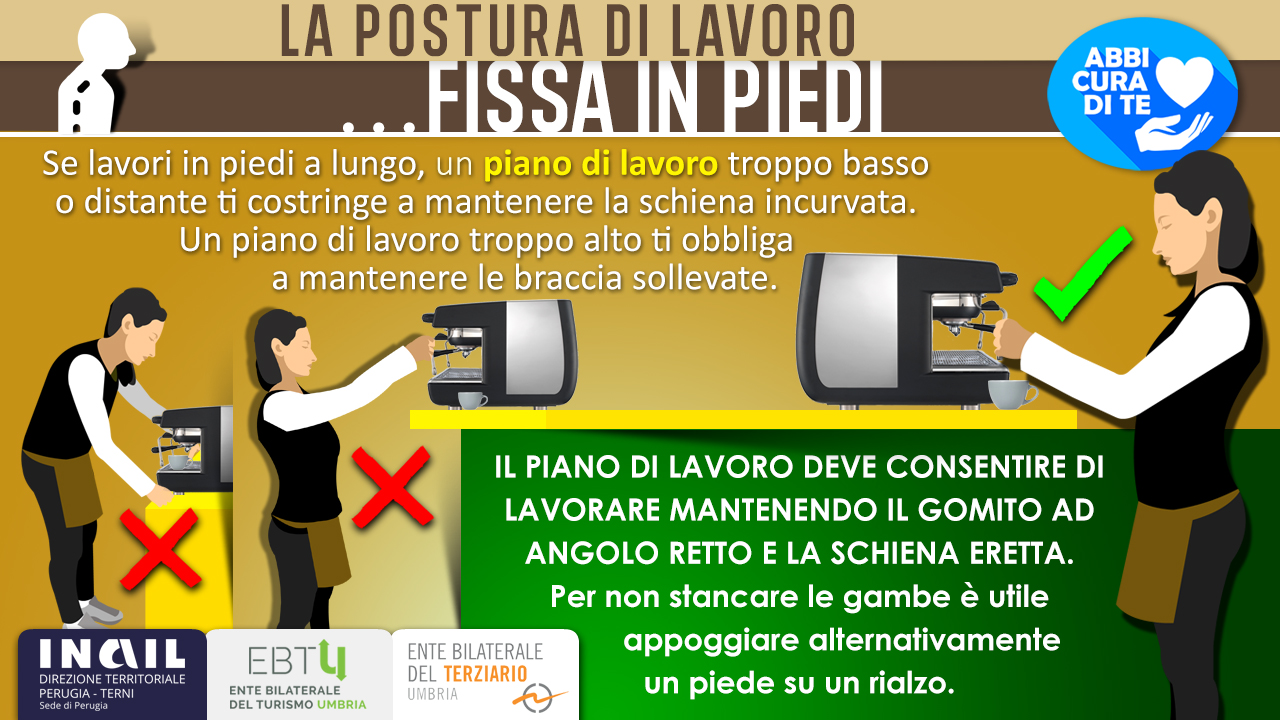 LA POSTURA DI LAVORO
...FISSA IN PIEDI
ABBI
CURA
DI TE
Se lavori in piedi a lungo, un piano di lavoro troppo basso
o distante ti costringe a mantenere la schiena incurvata.
Un piano di lavoro troppo alto ti obbliga
a mantenere le braccia sollevate.
IL PIANO DI LAVORO DEVE CONSENTIRE DI
LAVORARE MANTENENDO IL GOMITO AD
ANGOLO RETTO E LA SCHIENA ERETTA.
Per non stancare le gambe è utile
appoggiare alternativamente
un piede su un rialzo.
INAIL
DIREZIONE TERRITORIALE
PERUGIA - TERNI
Sede di Perugia
EBT
ENTE BILATERALE
DEL TURISMO UMBRIA
ENTE BILATERALE
DEL TERZIARIO
UMBRIA